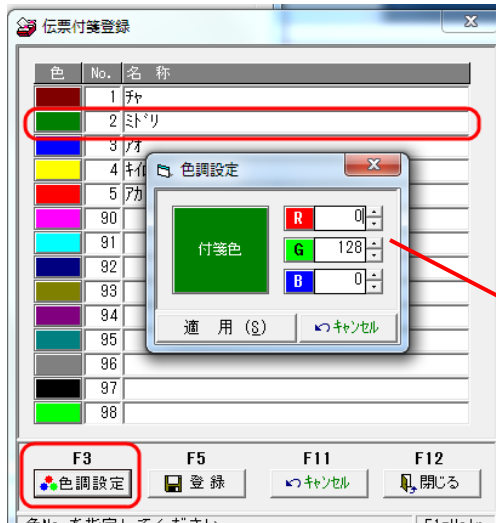 伝票付箋登録
色 No. 名 称
1 ﾁｬ
2 ﾐﾄﾞﾘ
3 ｱｵ
4 ｷｲﾛ
5 ｱｶ
90
91
92
93
94
95
96
97
98
色調設定
付箋色
R 0
G 128
B 0
適 用 (S)
ｷｬﾝｾﾙ
F3 F5 F11 F12
色調設定 登 録 ｷｬﾝｾﾙ 閉じる